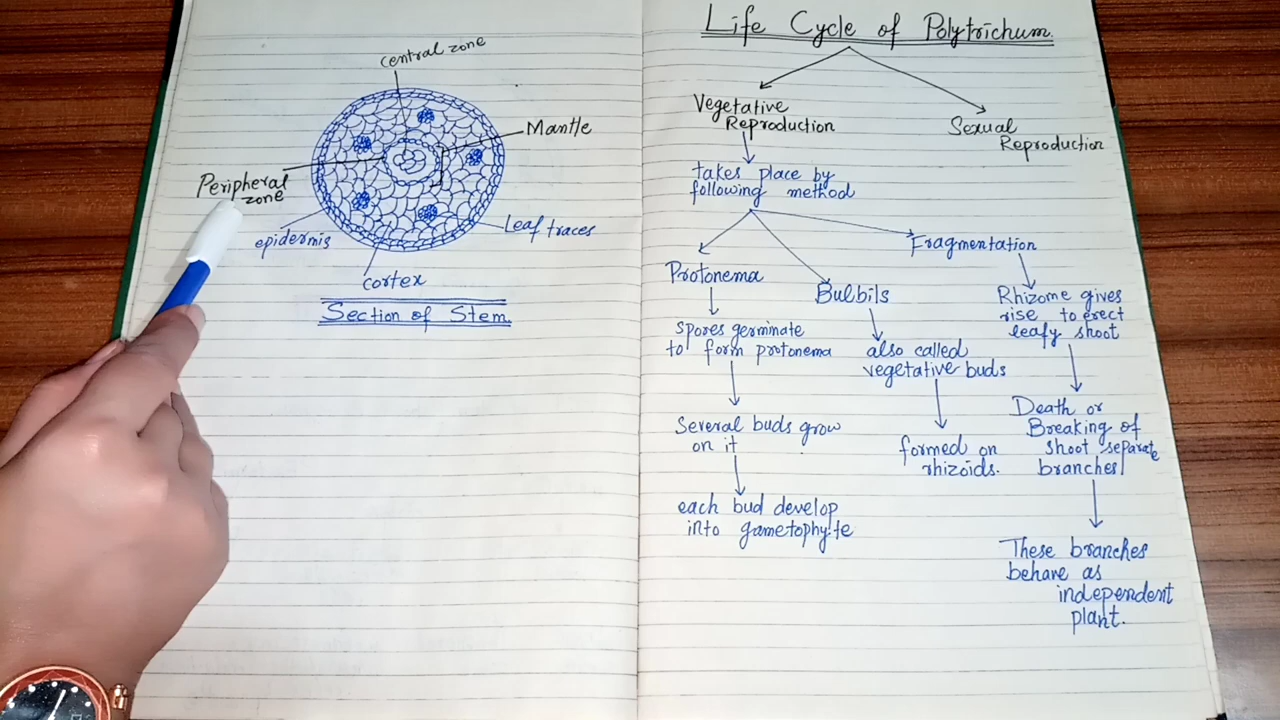 central zone
Mantle
Peripheral
zone
epidermis
Leaf traces
cortex
Section of Stem.
Life Cycle of Polytrichum.
Vegetative
Reproduction
Sexual
Reproduction
takes place by
following method
Protonema
Bulbils
Fragmentation
spores germinate
to form protonema
Several buds grow
on it
each bud develop
into gametophyte
also called
vegetative buds
formed on
rhizoids.
Rhizome gives
rise to erect
leafy shoot
Death or
Breaking of
shoot separate
branches
These branches
behave as
independent
plant.